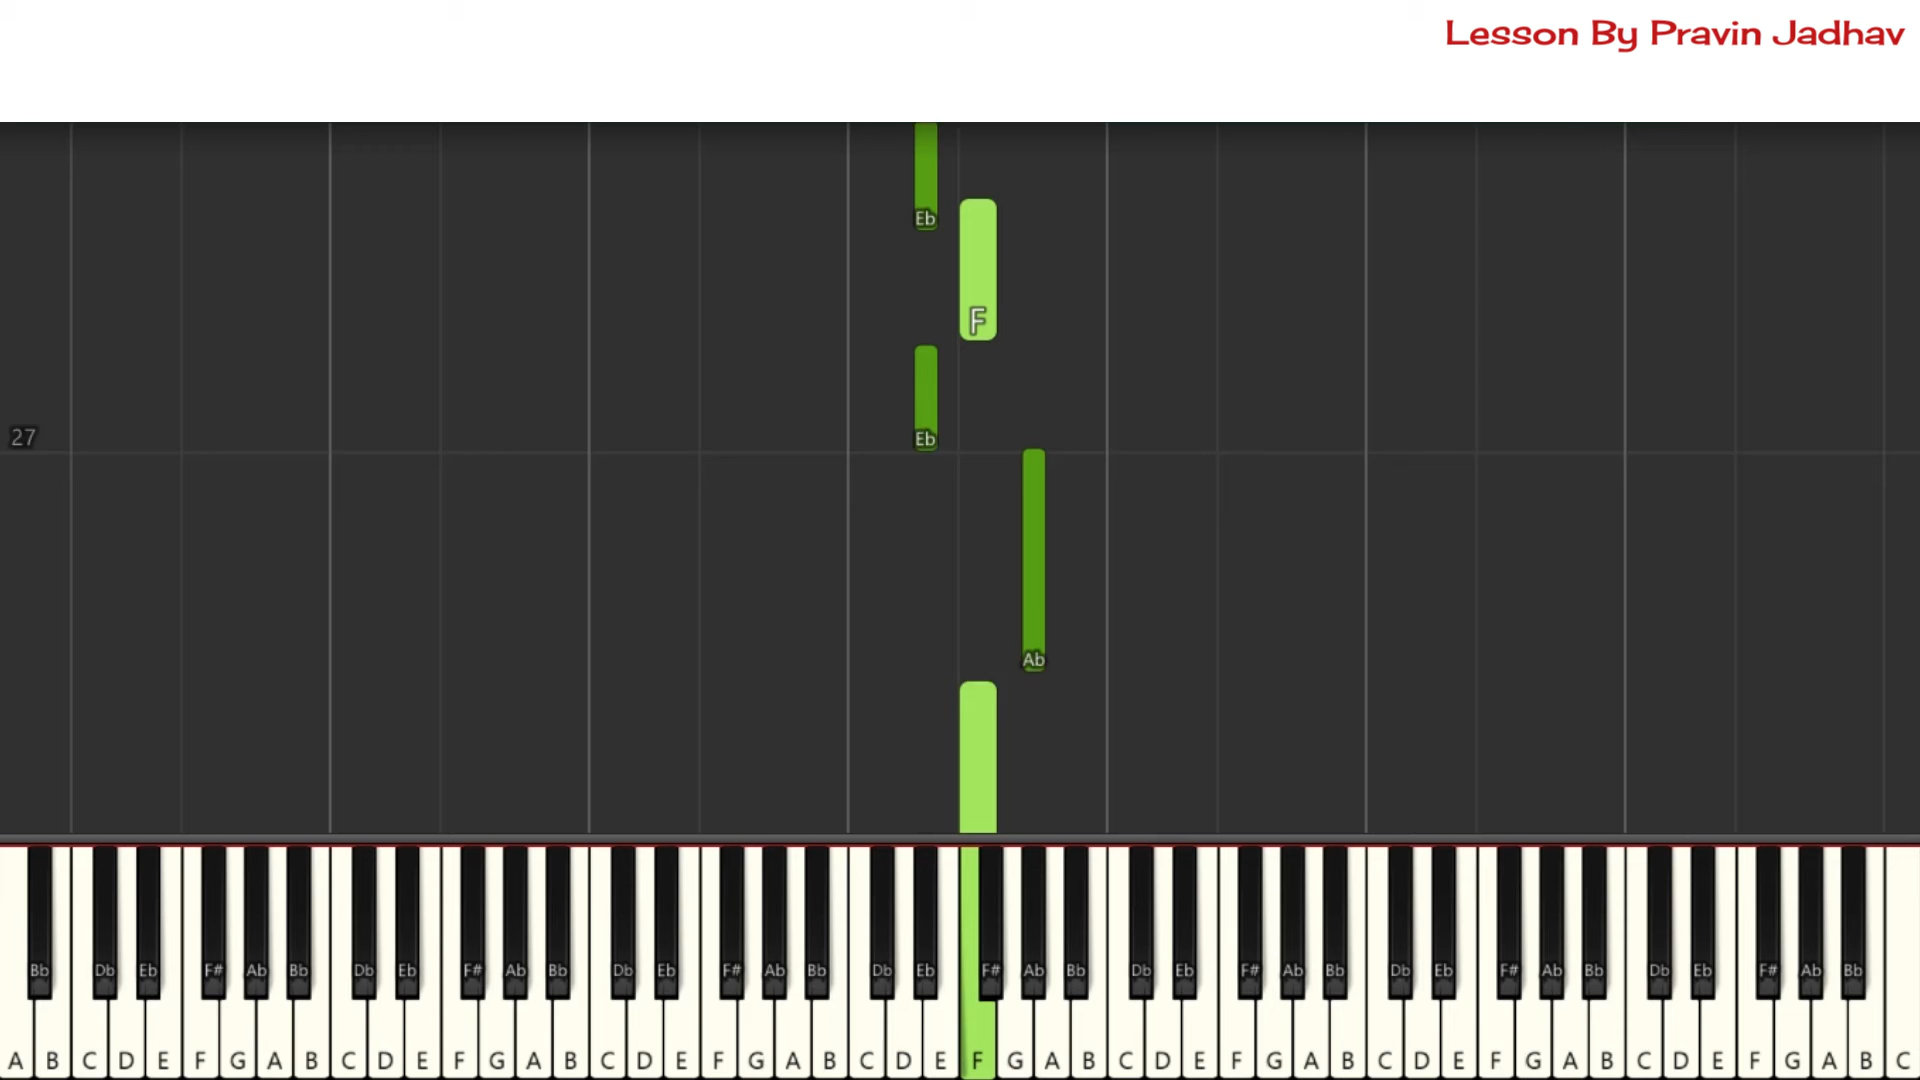 Lesson By Pravin Jadhav
Eb
F
27
Eb
Ab
Bb Db Eb F# Ab Bb Db Eb F# Ab Bb Db Eb F# Ab Bb Db Eb F# Ab Bb Db Eb F# Ab Bb Db Eb F# Ab Bb Db Eb F# Ab Bb
A B C D E F G A B C D E F G A B C D E F G A B C D E F G A B C D E F G A B C D E F G A B C D E F G A B C